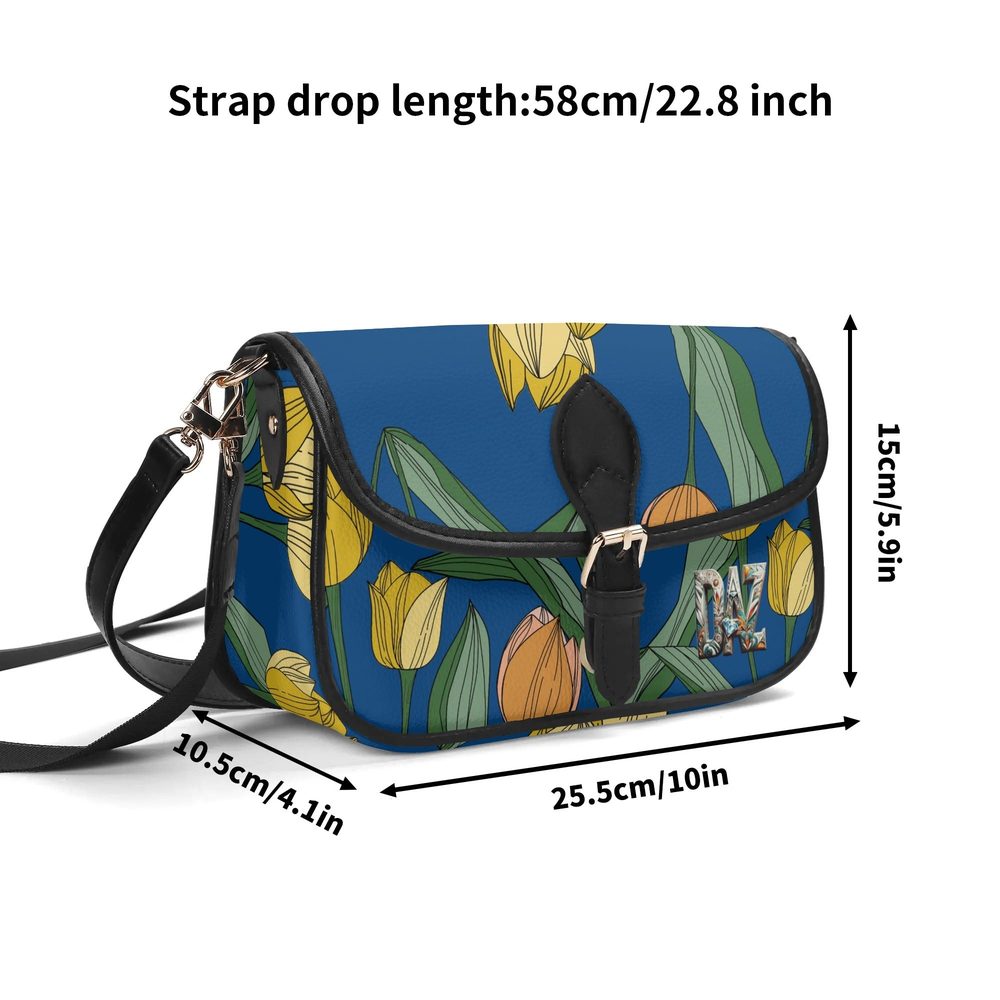 Strap drop length:58cm/22.8 inch
15cm/5.9in
DAZ
10.5cm/4.1in
25.5cm/10in